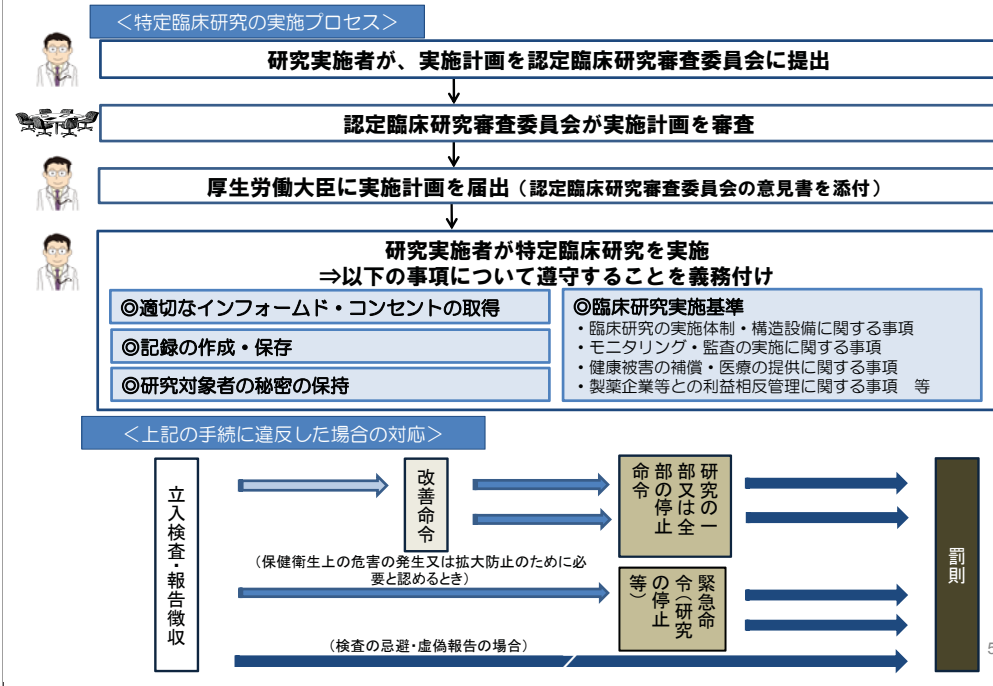 ＜特定臨床研究の実施プロセス＞
研究実施者が、実施計画を認定臨床研究審査委員会に提出
認定臨床研究審査委員会が実施計画を審査
厚生労働大臣に実施計画を届出（認定臨床研究審査委員会の意見書を添付）
研究実施者が特定臨床研究を実施
⇒以下の事項について遵守することを義務付け
◎適切なインフォームド・コンセントの取得
◎記録の作成・保存
◎研究対象者の秘密の保持
◎臨床研究実施基準
・臨床研究の実施体制・構造設備に関する事項
・モニタリング・監査の実施に関する事項
・健康被害の補償・医療の提供に関する事項
・製薬企業等との利益相反管理に関する事項　等
＜上記の手続に違反した場合の対応＞
立入検査・報告徴収
改善命令
研究の一
部又は全
部の停止
命令
（保健衛生上の危害の発生又は拡大防止のために必
要と認めるとき）
緊急命
令（研究
の停止
等）
（検査の忌避・虚偽報告の場合）
罰則
5